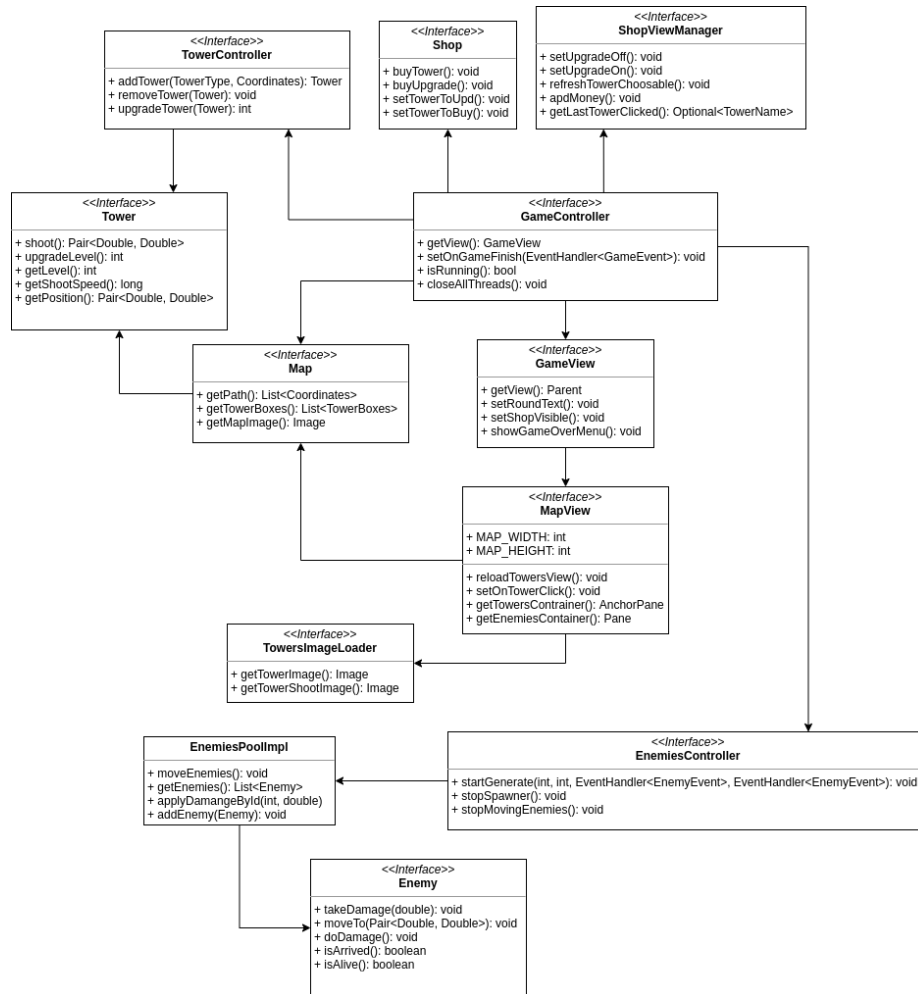 <<Interface>>
TowerController
+ addTower(TowerType, Coordinates): Tower
+ removeTower(Tower): void
+ upgradeTower(Tower): int
<<Interface>>
Shop
+ buyTower(): void
+ buyUpgrade(): void
+ setTowerToUpd(): void
+ setTowerToBuy(): void
<<Interface>>
ShopViewManager
+ setUpgradeOff(): void
+ setUpgradeOn(): void
+ refreshTowerChoosable(): void
+ apdMoney(): void
+ getLastTowerClicked(): Optional<TowerName>
<<Interface>>
Tower
+ shoot(): Pair<Double, Double>
+ upgradeLevel(): int
+ getLevel(): int
+ getShootSpeed(): long
+ getPosition(): Pair<Double, Double>
<<Interface>>
GameController
+ getView(): GameView
+ setOnGameFinish(EventHandler<GameEvent>): void
+ isRunning(): bool
+ closeAllThreads(): void
<<Interface>>
Map
+ getPath(): List<Coordinates>
+ getTowerBoxes(): List<TowerBoxes>
+ getMapImage(): Image
<<Interface>>
GameView
+ getView(): Parent
+ setRoundText(): void
+ setShopVisible(): void
+ showGameOverMenu(): void
<<Interface>>
MapView
+ MAP_WIDTH: int
+ MAP_HEIGHT: int
+ reloadTowersView(): void
+ setOnTowerClick(): void
+ getTowersContrainer(): AnchorPane
+ getEnemiesContainer(): Pane
<<Interface>>
TowersImageLoader
+ getTowerImage(): Image
+ getTowerShootImage(): Image
EnemiesPoolImpl
+ moveEnemies(): void
+ getEnemies(): List<Enemy>
+ applyDamangeById(int, double)
+ addEnemy(Enemy): void
<<Interface>>
EnemiesController
+ startGenerate(int, int, EventHandler<EnemyEvent>, EventHandler<EnemyEvent>): void
+ stopSpawner(): void
+ stopMovingEnemies(): void
<<Interface>>
Enemy
+ takeDamage(double): void
+ moveTo(Pair<Double, Double>): void
+ doDamage(): void
+ isArrived(): boolean
+ isAlive(): boolean